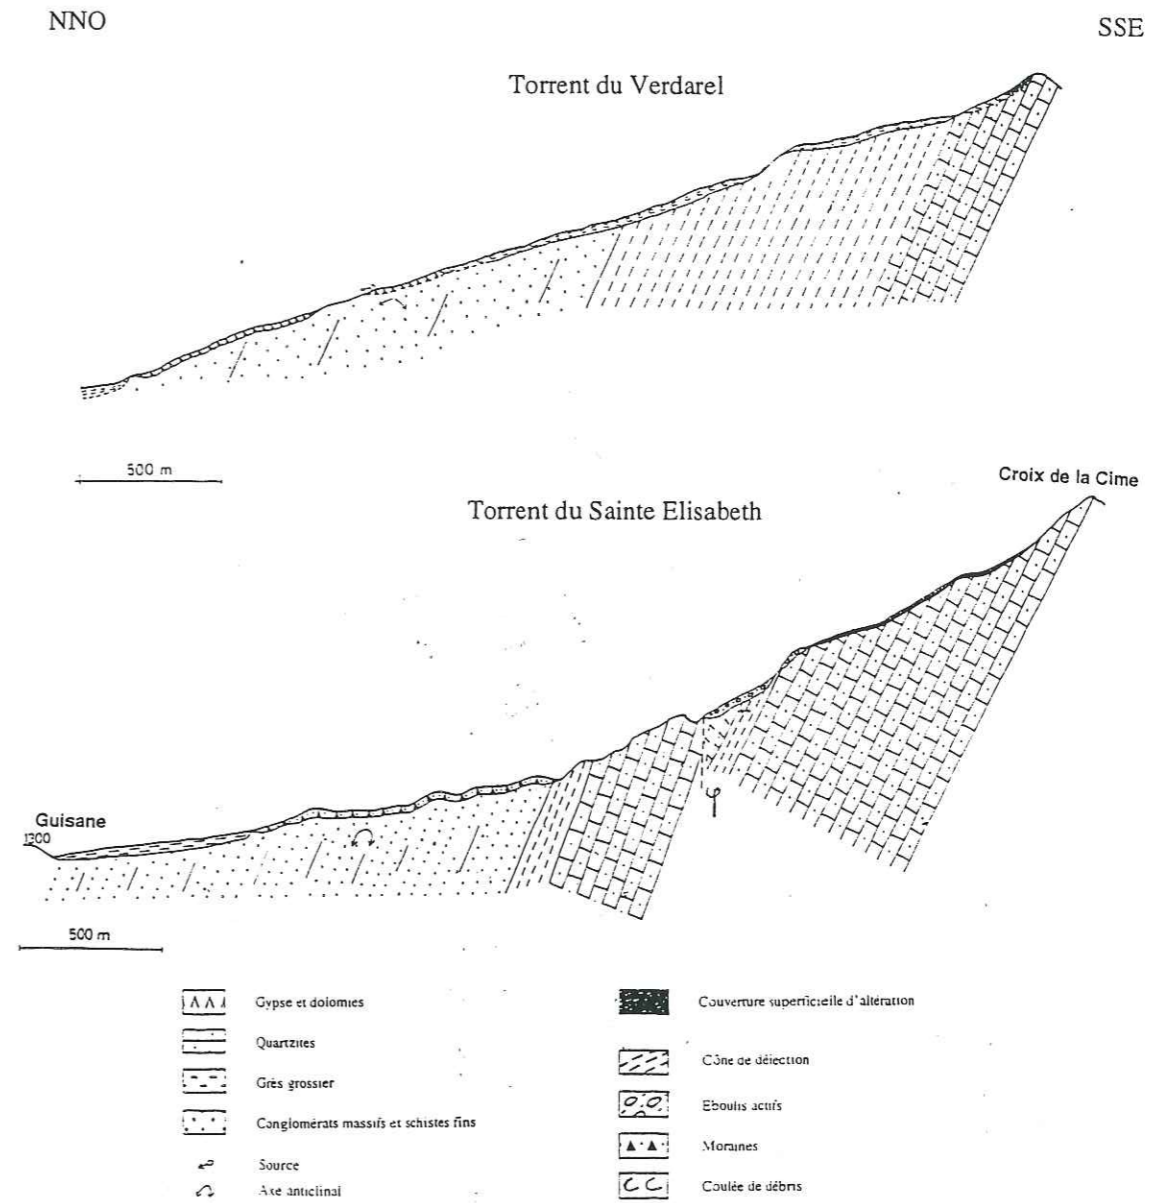 NNO
SSE
Torrent du Verdarel
500 m
Croix de la Cime
Torrent du Sainte Elisabeth
Guisane
1300
500 m
Gypse et dolomies
Quartzites
Grès grossier
Conglomérats massifs et schistes fins
Source
Axe anticlinal
Couverture superficielle d'altération
Cône de déjection
Eboulis actifs
Moraines
Coulée de débris